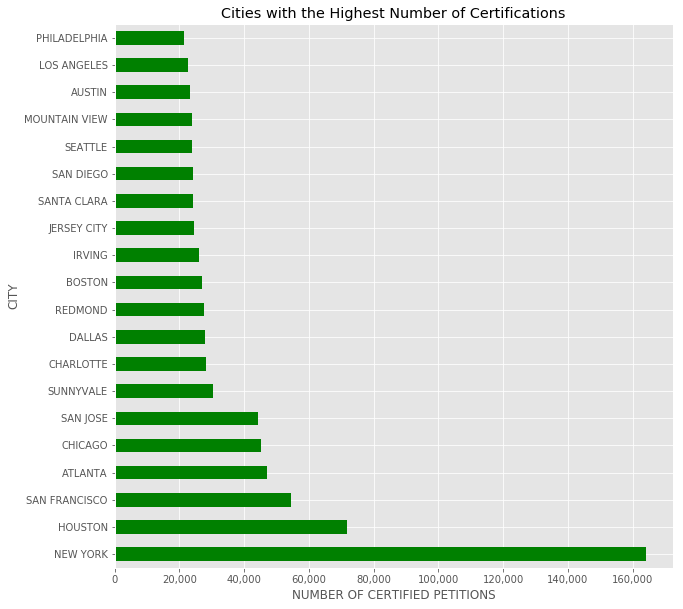 Cities with the Highest Number of Certifications
CITY
PHILADELPHIA
LOS ANGELES
AUSTIN
MOUNTAIN VIEW
SEATTLE
SAN DIEGO
SANTA CLARA
JERSEY CITY
IRVING
BOSTON
REDMOND
DALLAS
CHARLOTTE
SUNNYVALE
SAN JOSE
CHICAGO
ATLANTA
SAN FRANCISCO
HOUSTON
NEW YORK
0 20,000 40,000 60,000 80,000 100,000 120,000 140,000 160,000
NUMBER OF CERTIFIED PETITIONS